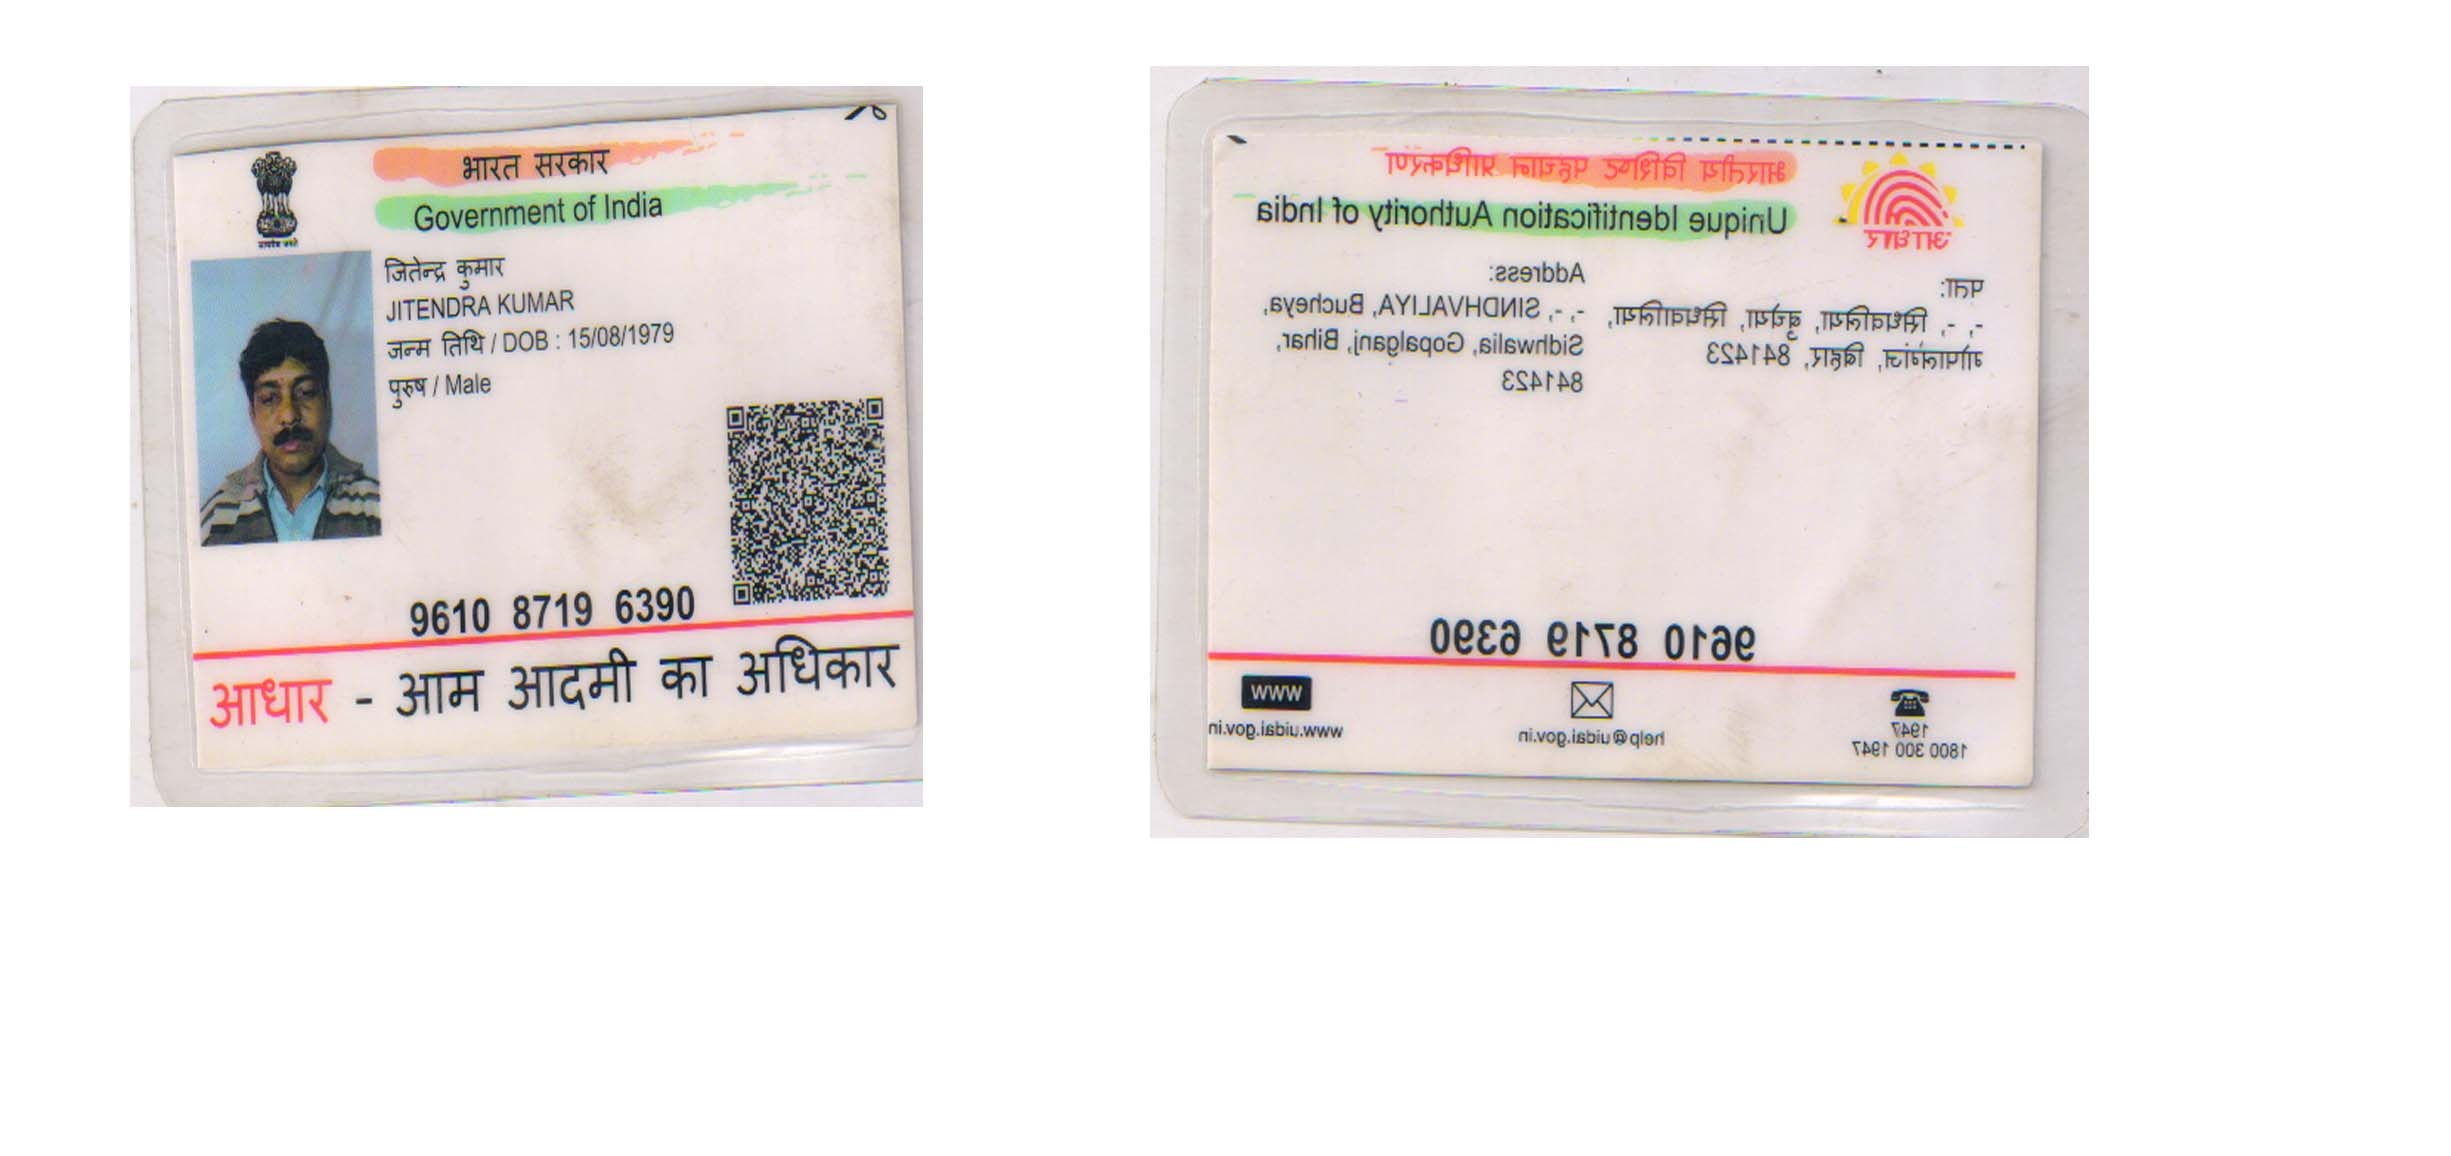 भारत सरकार
Government of India
जितेन्द्र कुमार
JITENDRA KUMAR
जन्म तिथि / DOB : 15/08/1979
पुरुष / Male
9610 8719 6390
आधार - आम आदमी का अधिकार
भारतीय विशिष्ट पहचान प्राधिकरण
Unique Identification Authority of India
आधार
पता:
-, -, सिधवलिया, बुचेया, सिधवालिया,
गोपालगंज, बिहार, 841423
Address:
-,-, SINDHVALIYA, Bucheya,
Sidhwalia, Gopalganj, Bihar,
841423
9610 8719 6390
1947
1800 300 1947
help@uidai.gov.in
WWW
www.uidai.gov.in